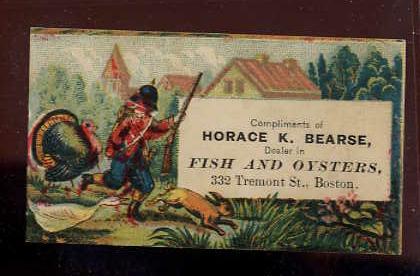 Compliments of
HORACE K. BEARSE,
Dealer in
FISH AND OYSTERS,
332 Tremont St., Boston.